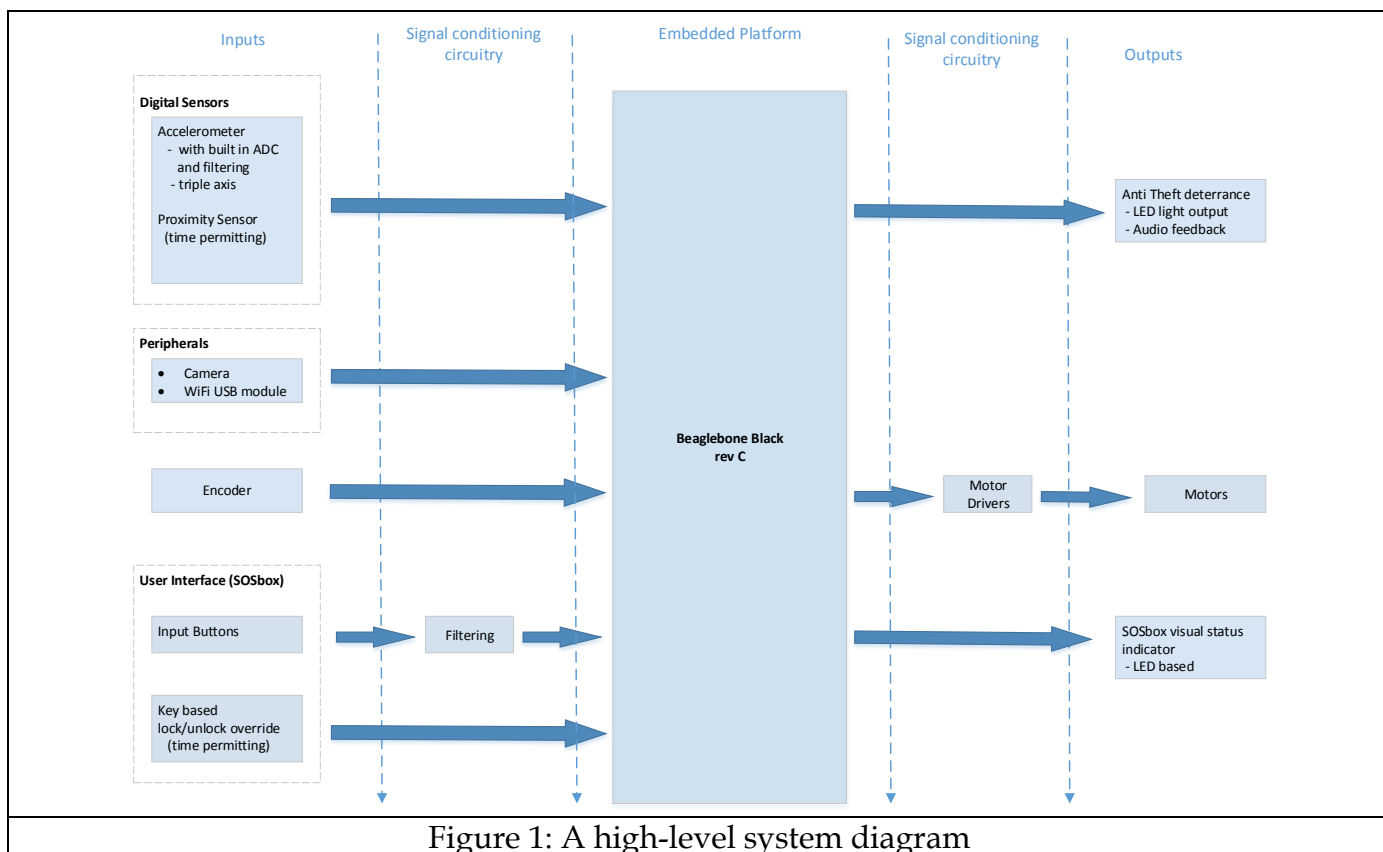 Inputs
Signal conditioning
circuitry
Embedded Platform
Signal conditioning
circuitry
Outputs
Digital Sensors
Accelerometer
- with built in ADC
and filtering
- triple axis
Proximity Sensor
(time permitting)
Anti Theft deterrance
- LED light output
- Audio feedback
Peripherals
• Camera
• WiFi USB module
Beaglebone Black
rev C
Encoder
Motor
Drivers
Motors
User Interface (SOSbox)
Input Buttons
Filtering
SOSbox visual status
indicator
- LED based
Key based
lock/unlock override
(time permitting)
Figure 1: A high-level system diagram